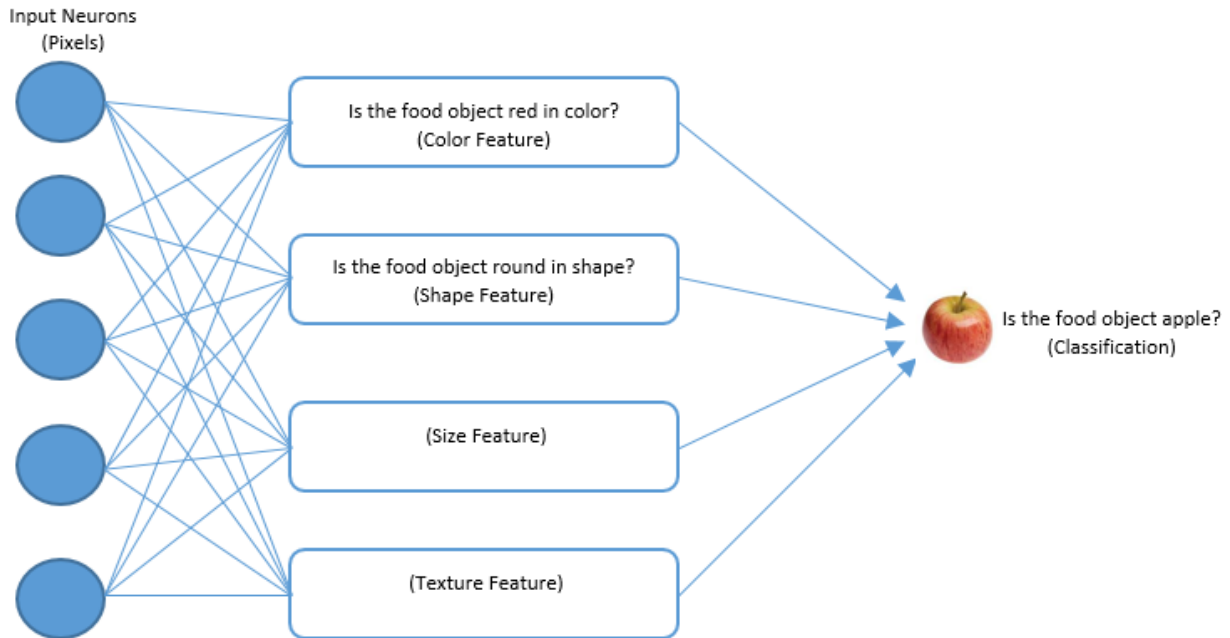 Input Neurons
(Pixels)
Is the food object red in color?
(Color Feature)
Is the food object round in shape?
(Shape Feature)
Is the food object apple?
(Classification)
(Size Feature)
(Texture Feature)